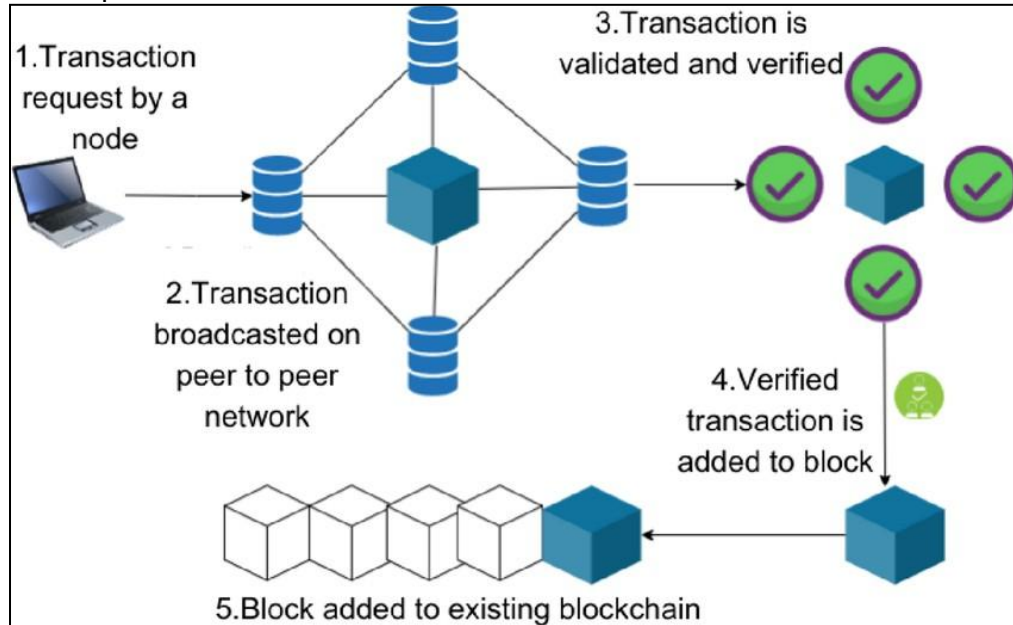 1.Transaction
request by a
node
2.Transaction
broadcasted on
peer to peer
network
3.Transaction is
validated and verified
4.Verified
transaction is
added to block
5.Block added to existing blockchain